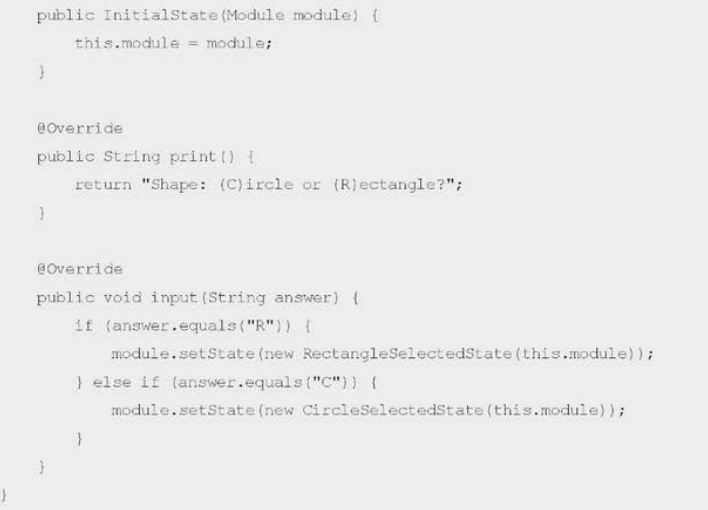 public InitialState(Module module) {
this.module = module;
}
@Override
public String print() {
return "Shape: (C)ircle or (R)ectangle?";
}
@Override
public void input(String answer) {
if (answer.equals("R")) {
module.setState(new RectangleSelectedState(this.module));
} else if (answer.equals("C")) {
module.setState(new CircleSelectedState(this.module));
}
}
}